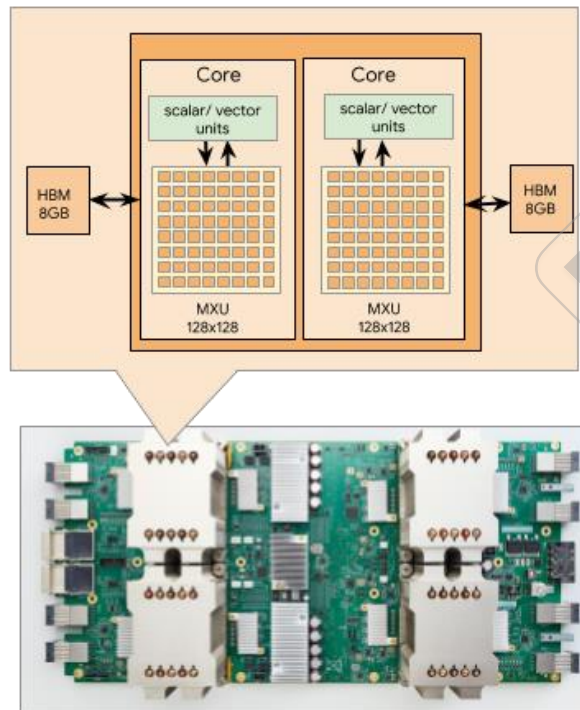 Core
Core
scalar/ vector
units
scalar/ vector
units
HBM
8GB
HBM
8GB
MXU
128x128
MXU
128x128